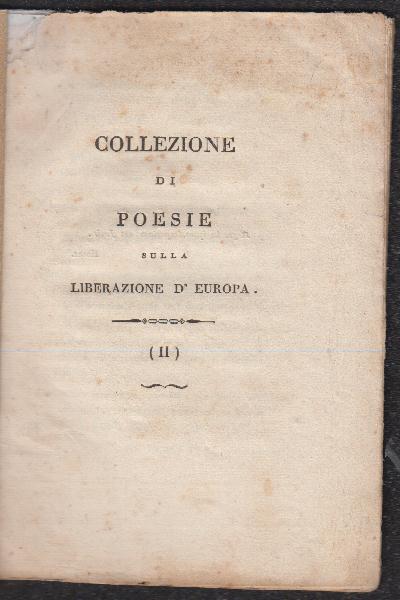 COLLEZIONE
DI
POESIE
SULLA
LIBERAZIONE D' EUROPA .
( II )